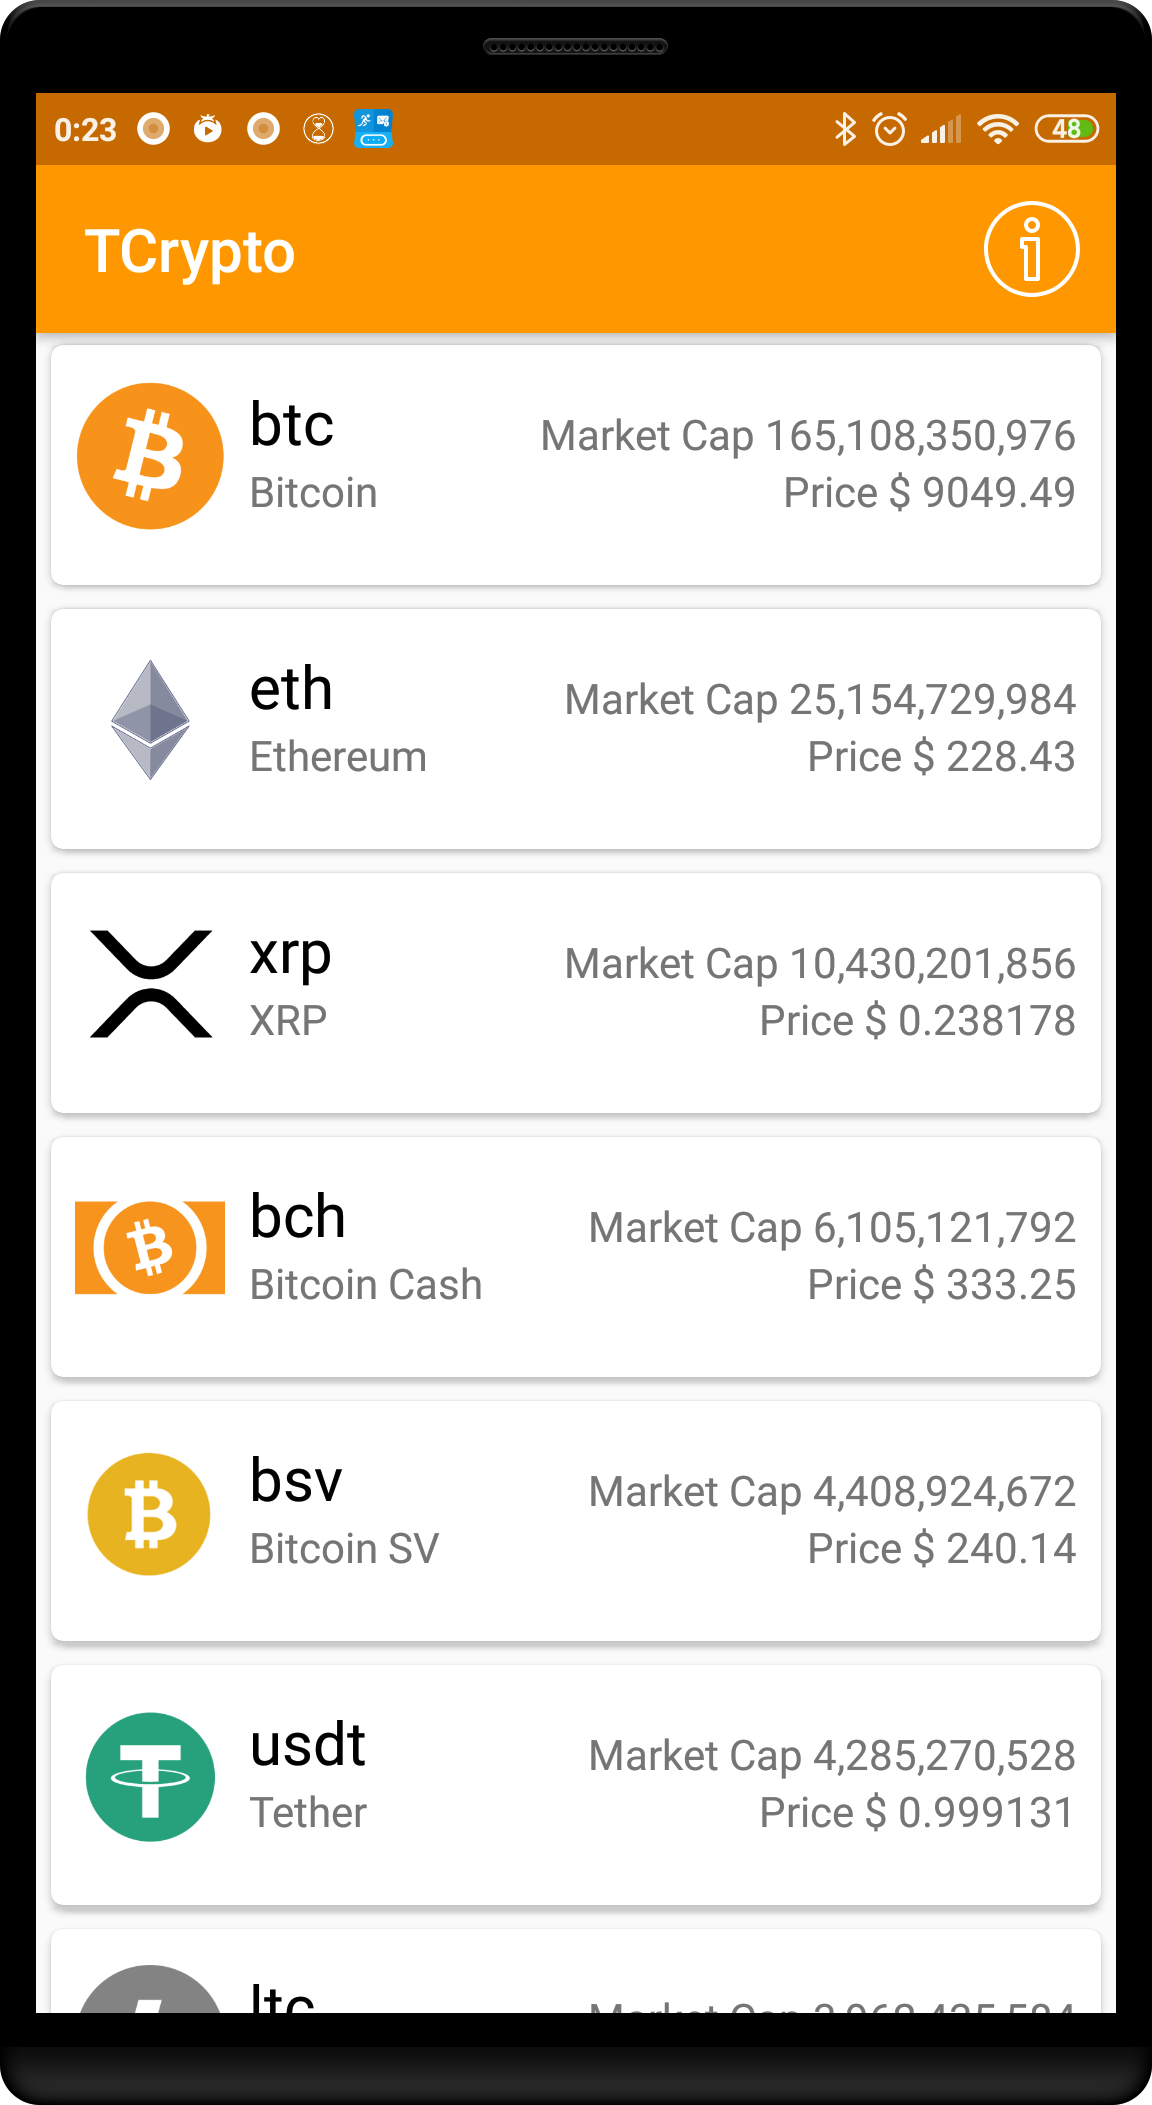 0:23
48
TCrypto
btc
Market Cap 165,108,350,976
Bitcoin
Price $ 9049.49
eth
Market Cap 25,154,729,984
Ethereum
Price $ 228.43
xrp
Market Cap 10,430,201,856
XRP
Price $ 0.238178
bch
Market Cap 6,105,121,792
Bitcoin Cash
Price $ 333.25
bsv
Market Cap 4,408,924,672
Bitcoin SV
Price $ 240.14
usdt
Market Cap 4,285,270,528
Tether
Price $ 0.999131
ltc
Market Cap